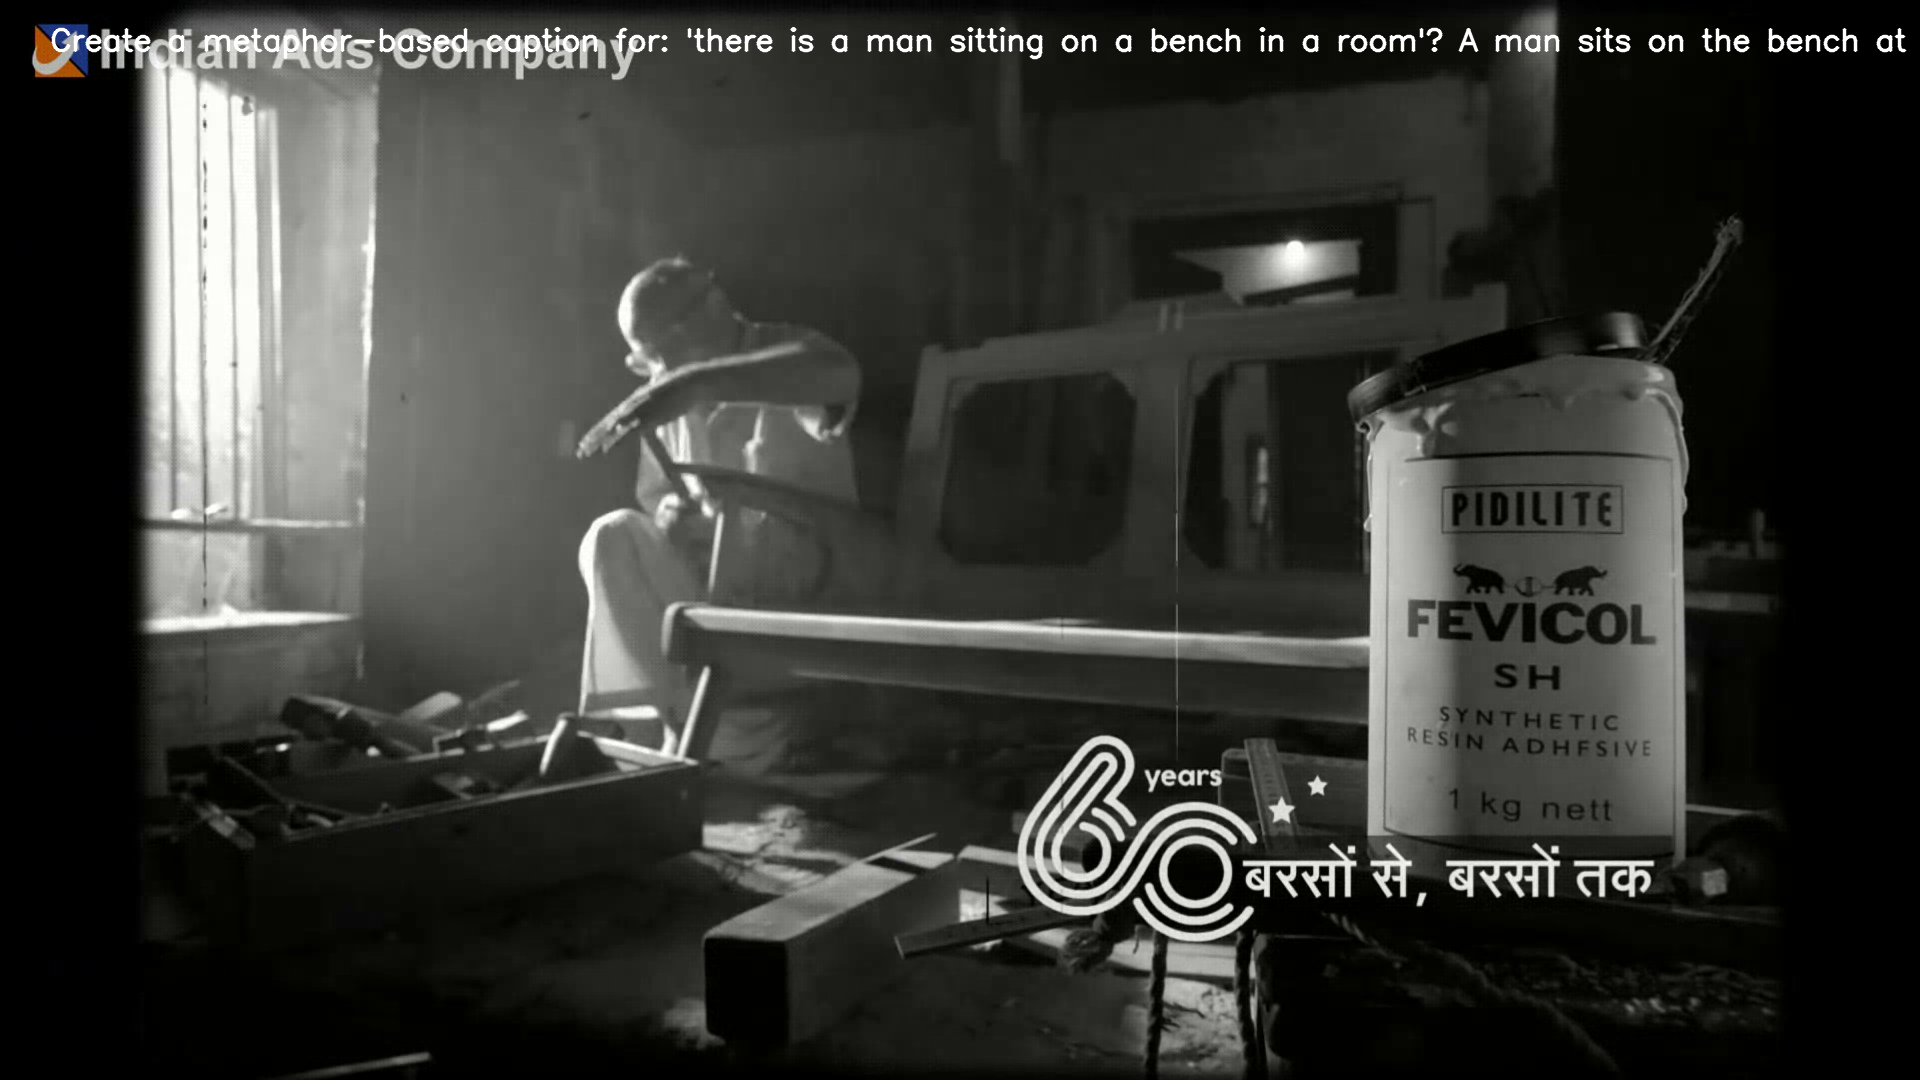 Create a metaphor-based caption for: 'there is a man sitting on a bench in a room'? A man sits on the bench at
Indian Ads Company
PIDILITE
FEVICOL
SH
SYNTHETIC
RESIN ADHFSIVE
1 kg nett
60 years
बरसों से, बरसों तक